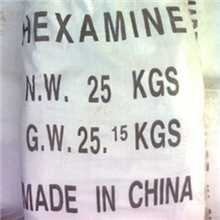 HEXAMINE
N.W. 25 KGS
G.W. 25.15 KGS
MADE IN CHINA